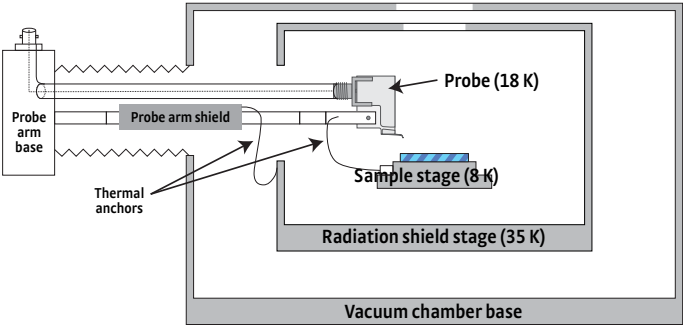 Probe (18 K)
Probe
arm
base
Probe arm shield
Thermal
anchors
Sample stage (8 K)
Radiation shield stage (35 K)
Vacuum chamber base